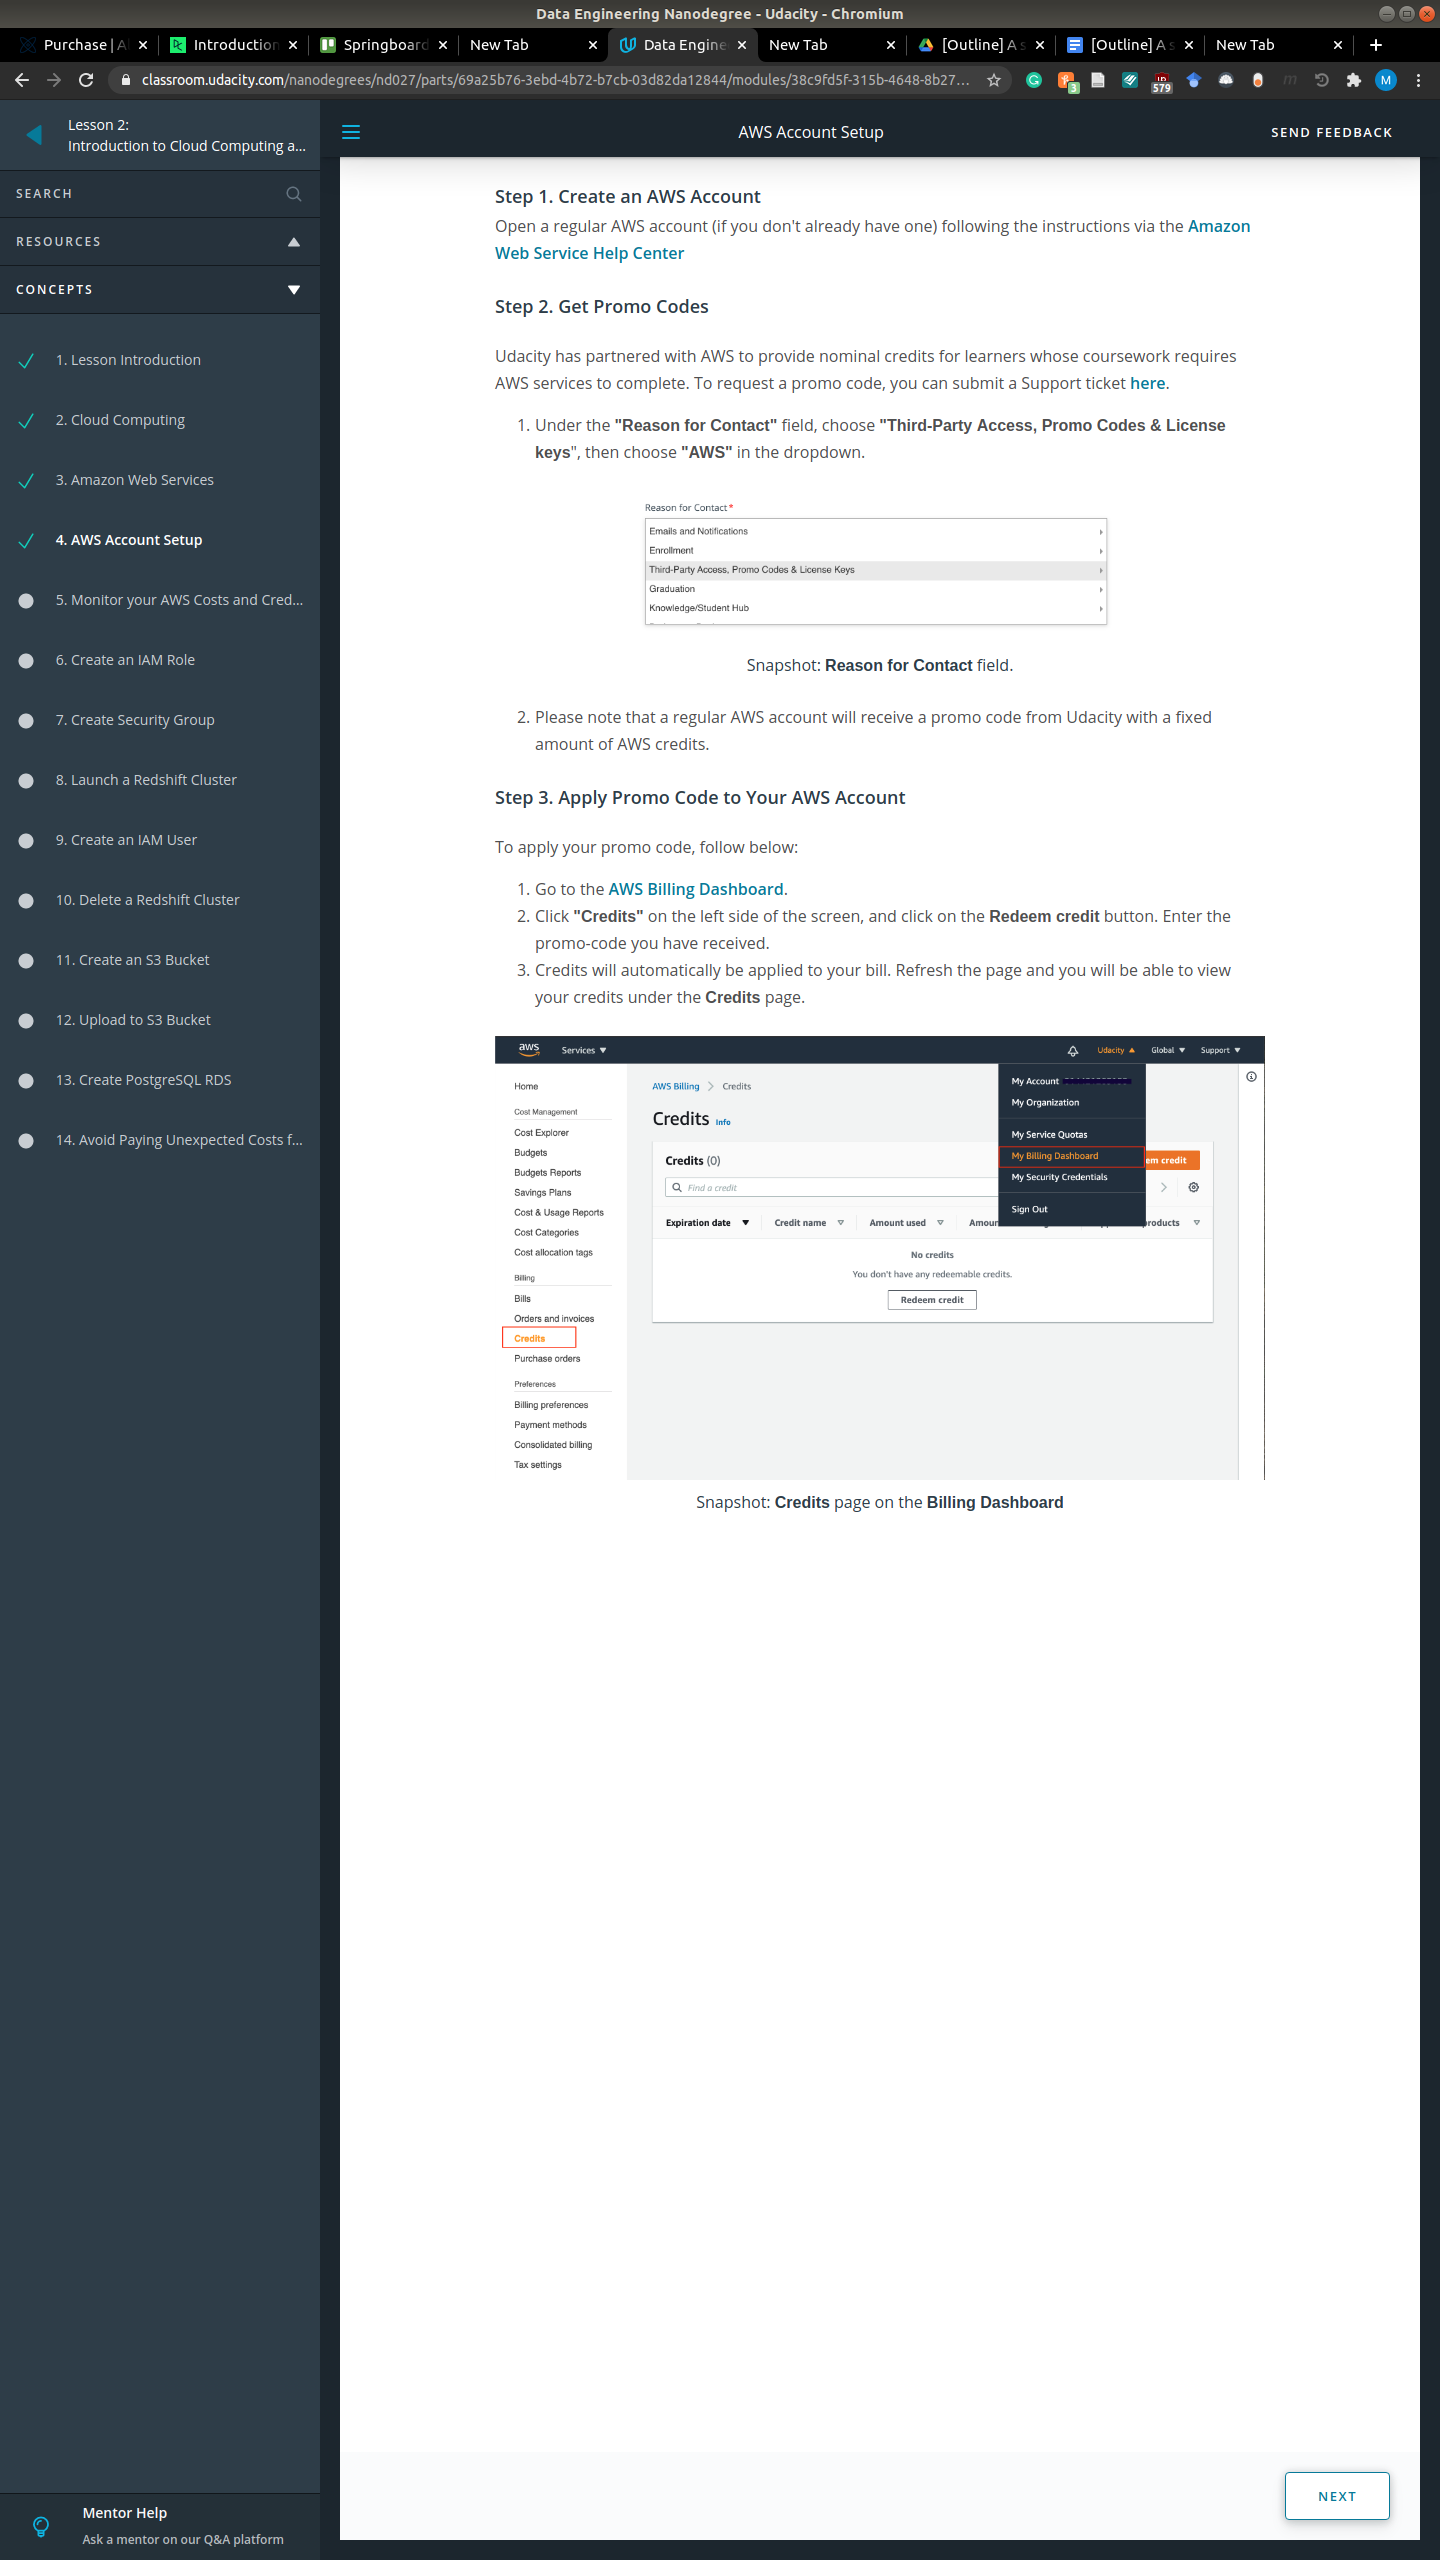 Data Engineering Nanodegree - Udacity - Chromium
Purchase | A
Introduction
Springboard
New Tab
Data Engine
New Tab
[Outline] A s
[Outline] A s
New Tab
classroom.udacity.com/nanodegrees/nd027/parts/69a25b76-3ebd-4b72-b7cb-03d82da12844/modules/38c9fd5f-315b-4648-8b27...
3
579
M
Lesson 2:
Introduction to Cloud Computing a...
AWS Account Setup
SEND FEEDBACK
SEARCH
RESOURCES
CONCEPTS
1. Lesson Introduction
2. Cloud Computing
3. Amazon Web Services
4. AWS Account Setup
5. Monitor your AWS Costs and Cred...
6. Create an IAM Role
7. Create Security Group
8. Launch a Redshift Cluster
9. Create an IAM User
10. Delete a Redshift Cluster
11. Create an S3 Bucket
12. Upload to S3 Bucket
13. Create PostgreSQL RDS
14. Avoid Paying Unexpected Costs f...
Mentor Help
Ask a mentor on our Q&A platform
Step 1. Create an AWS Account
Open a regular AWS account (if you don't already have one) following the instructions via the Amazon
Web Service Help Center
Step 2. Get Promo Codes
Udacity has partnered with AWS to provide nominal credits for learners whose coursework requires
AWS services to complete. To request a promo code, you can submit a Support ticket here.
1. Under the "Reason for Contact" field, choose "Third-Party Access, Promo Codes & License
keys", then choose "AWS" in the dropdown.
Reason for Contact *
Emails and Notifications
Enrollment
Third-Party Access, Promo Codes & License Keys
Graduation
Knowledge/Student Hub
Snapshot: Reason for Contact field.
2. Please note that a regular AWS account will receive a promo code from Udacity with a fixed
amount of AWS credits.
Step 3. Apply Promo Code to Your AWS Account
To apply your promo code, follow below:
1. Go to the AWS Billing Dashboard.
2. Click "Credits" on the left side of the screen, and click on the Redeem credit button. Enter the
promo-code you have received.
3. Credits will automatically be applied to your bill. Refresh the page and you will be able to view
your credits under the Credits page.
aws
Services
Udacity
Global
Support
Home
Cost Management
Cost Explorer
Budgets
Budgets Reports
Savings Plans
Cost & Usage Reports
Cost Categories
Cost allocation tags
Billing
Bills
Orders and invoices
Credits
Purchase orders
Preferences
Billing preferences
Payment methods
Consolidated billing
Tax settings
AWS Billing > Credits
Credits Info
Credits (0)
em credit
Find a credit
Expiration date
Credit name
Amount used
Amoun
roducts
No credits
You don't have any redeemable credits.
Redeem credit
My Account
My Organization
My Service Quotas
My Billing Dashboard
My Security Credentials
Sign Out
Snapshot: Credits page on the Billing Dashboard
NEXT